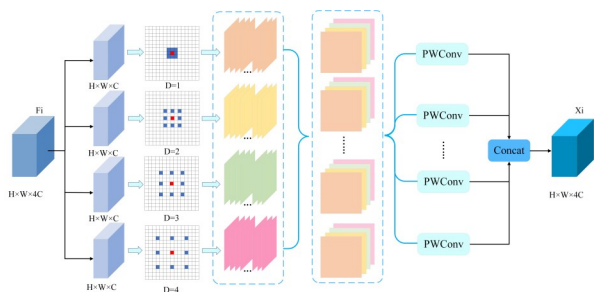 Fi
H×W×4C
H×W×C
D=1
...
H×W×C
D=2
...
H×W×C
D=3
...
H×W×C
D=4
...
......
PWConv
PWConv
......
PWConv
PWConv
Concat
Xi
H×W×4C